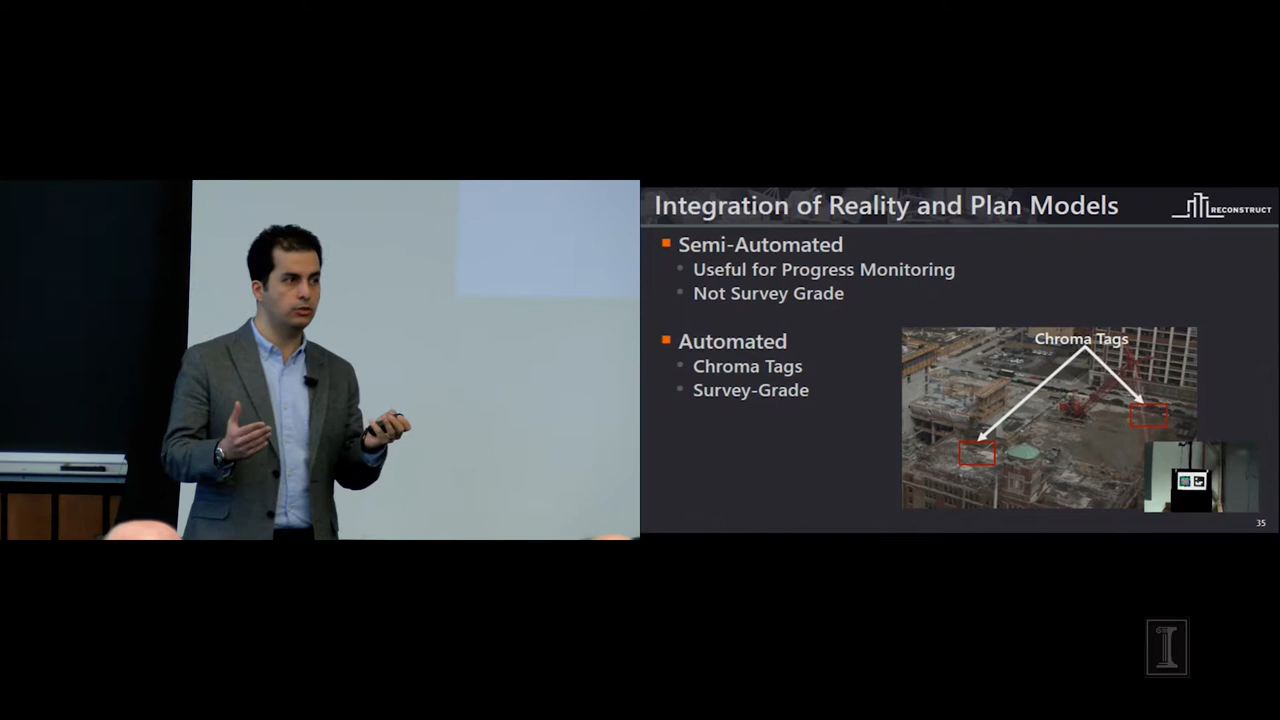 Integration of Reality and Plan Models
RECONSTRUCT
Semi-Automated
Useful for Progress Monitoring
Not Survey Grade
Automated
Chroma Tags
Survey-Grade
Chroma Tags
35
I